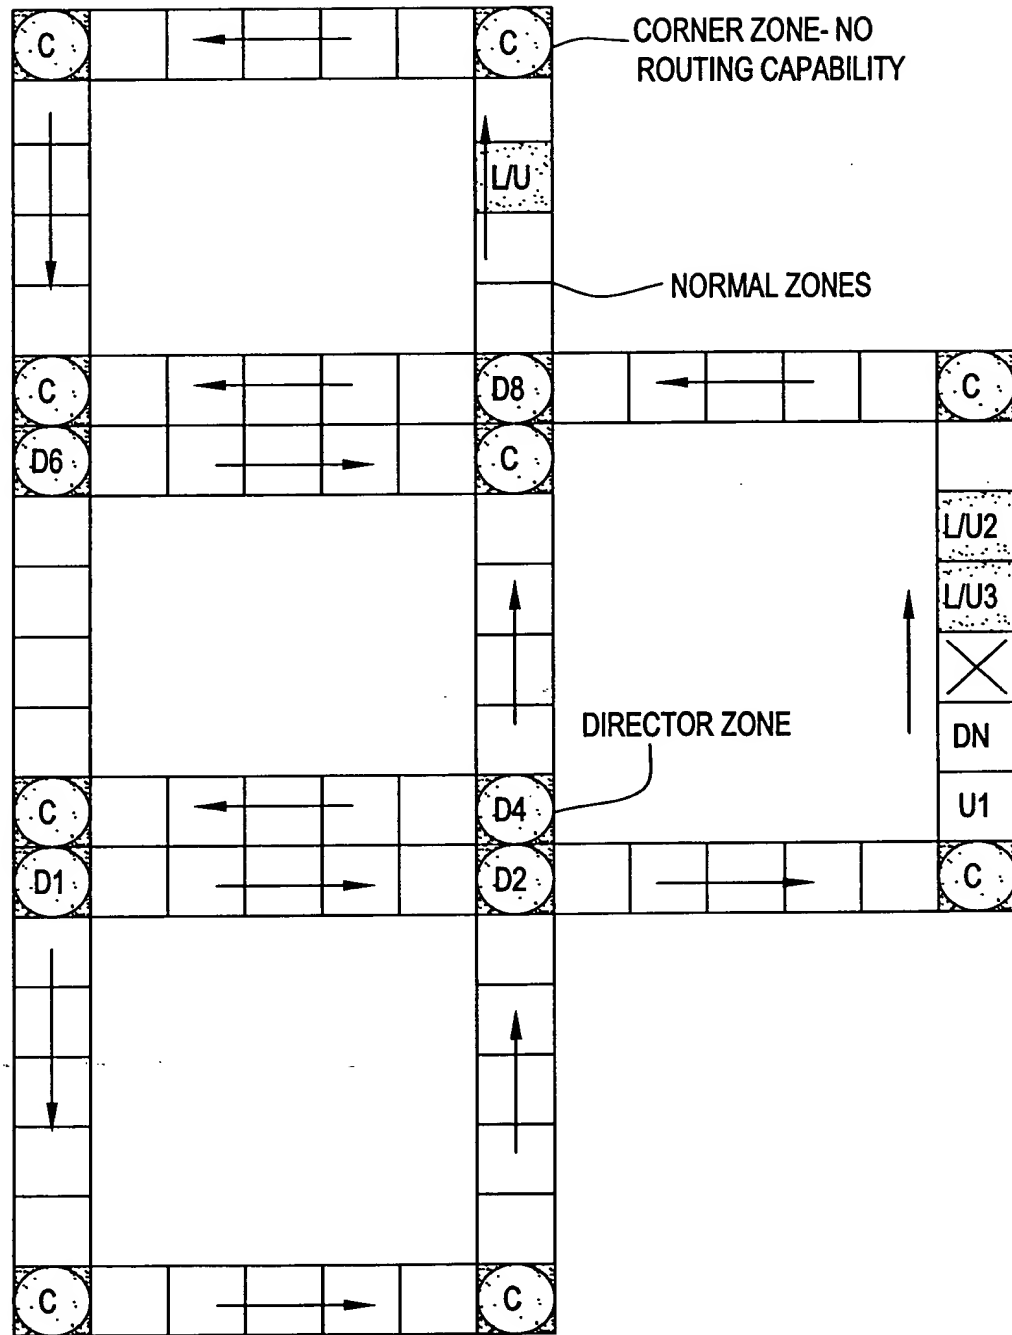 C
C
CORNER ZONE- NO
ROUTING CAPABILITY
L/U
NORMAL ZONES
C
D8
C
D6
C
L/U2
L/U3
DIRECTOR ZONE
DN
C
D4
U1
D1
D2
C
C
C